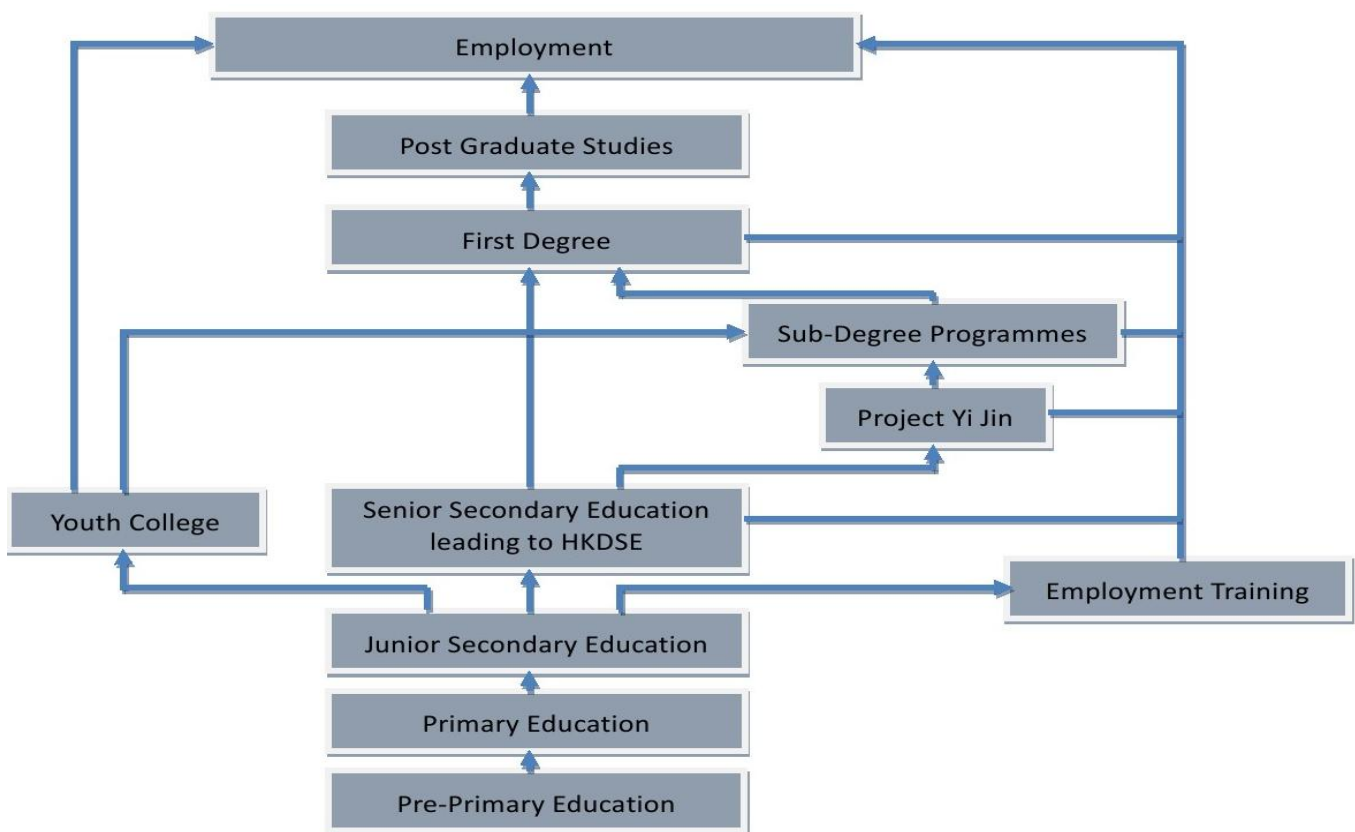 Employment
Post Graduate Studies
First Degree
Sub-Degree Programmes
Project Yi Jin
Youth College
Senior Secondary Education
leading to HKDSE
Employment Training
Junior Secondary Education
Primary Education
Pre-Primary Education